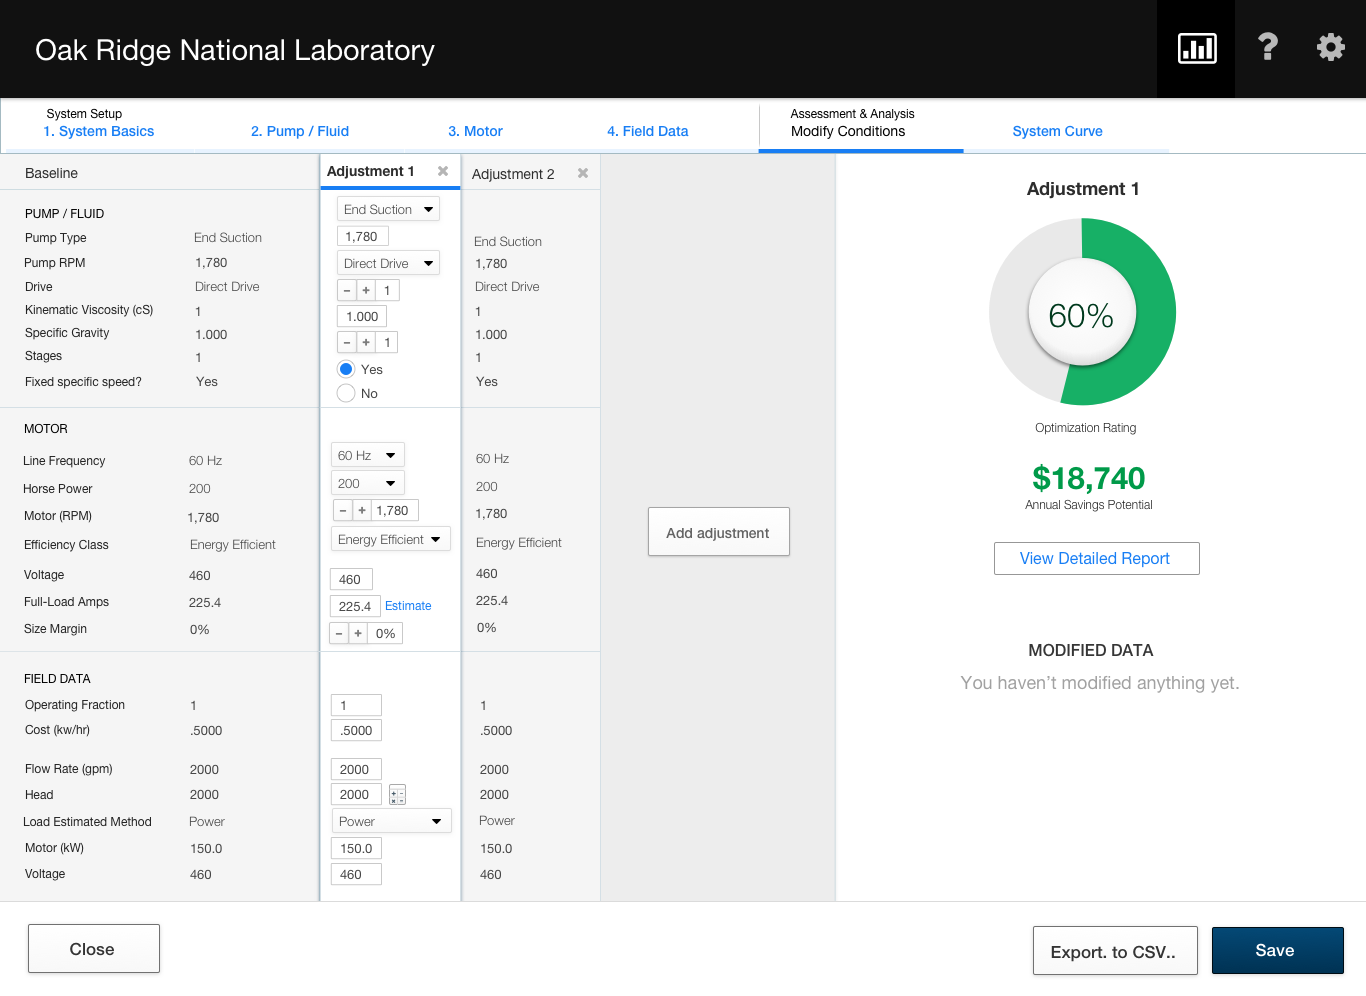 Oak Ridge National Laboratory
?
System Setup
1. System Basics
2. Pump / Fluid
3. Motor
4. Field Data
Assessment & Analysis
Modify Conditions
System Curve
Baseline
Adjustment 1
Adjustment 2
PUMP / FLUID
Pump Type End Suction End Suction End Suction
Pump RPM 1,780 1,780 1,780
Drive Direct Drive Direct Drive Direct Drive
Kinematic Viscosity (cS) 1 − + 1 1
Specific Gravity 1.000 1.000 1.000
Stages 1 − + 1 1
Fixed specific speed? Yes Yes Yes
No
MOTOR
Line Frequency 60 Hz 60 Hz 60 Hz
Horse Power 200 200 200
Motor (RPM) 1,780 − + 1,780 1,780
Efficiency Class Energy Efficient Energy Efficient Energy Efficient
Voltage 460 460 460
Full-Load Amps 225.4 225.4 Estimate 225.4
Size Margin 0% − + 0% 0%
FIELD DATA
Operating Fraction 1 1 1
Cost (kw/hr) .5000 .5000 .5000
Flow Rate (gpm) 2000 2000 2000
Head 2000 2000 2000
Load Estimated Method Power Power Power
Motor (kW) 150.0 150.0 150.0
Voltage 460 460 460
Add adjustment
Adjustment 1
60%
Optimization Rating
$18,740
Annual Savings Potential
View Detailed Report
MODIFIED DATA
You haven’t modified anything yet.
Close
Export. to CSV..
Save